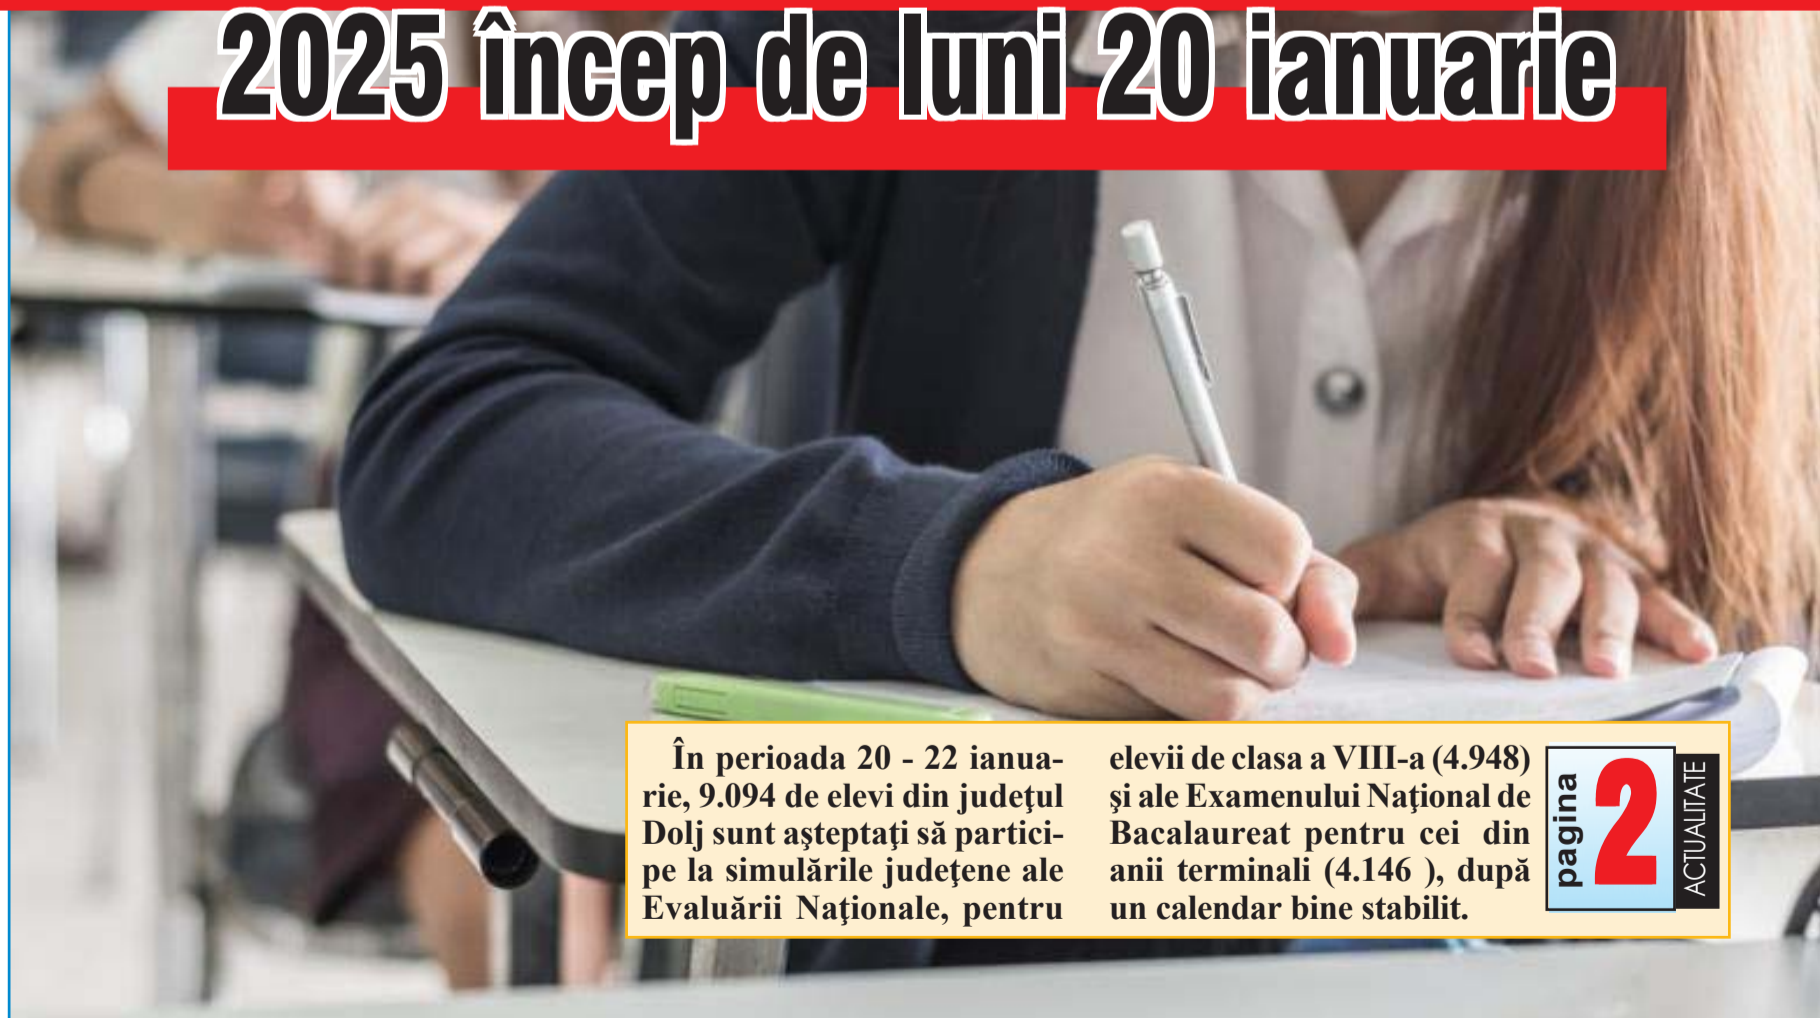 2025 încep de luni 20 ianuarie
În perioada 20 - 22 ianua-
rie, 9.094 de elevi din judeţul
Dolj sunt aşteptaţi să partici-
pe la simulările judeţene ale
Evaluării Naţionale, pentru
elevii de clasa a VIII-a (4.948)
şi ale Examenului Naţional de
Bacalaureat pentru cei din
anii terminali (4.146 ), după
un calendar bine stabilit.
pagina
2
ACTUALITATE